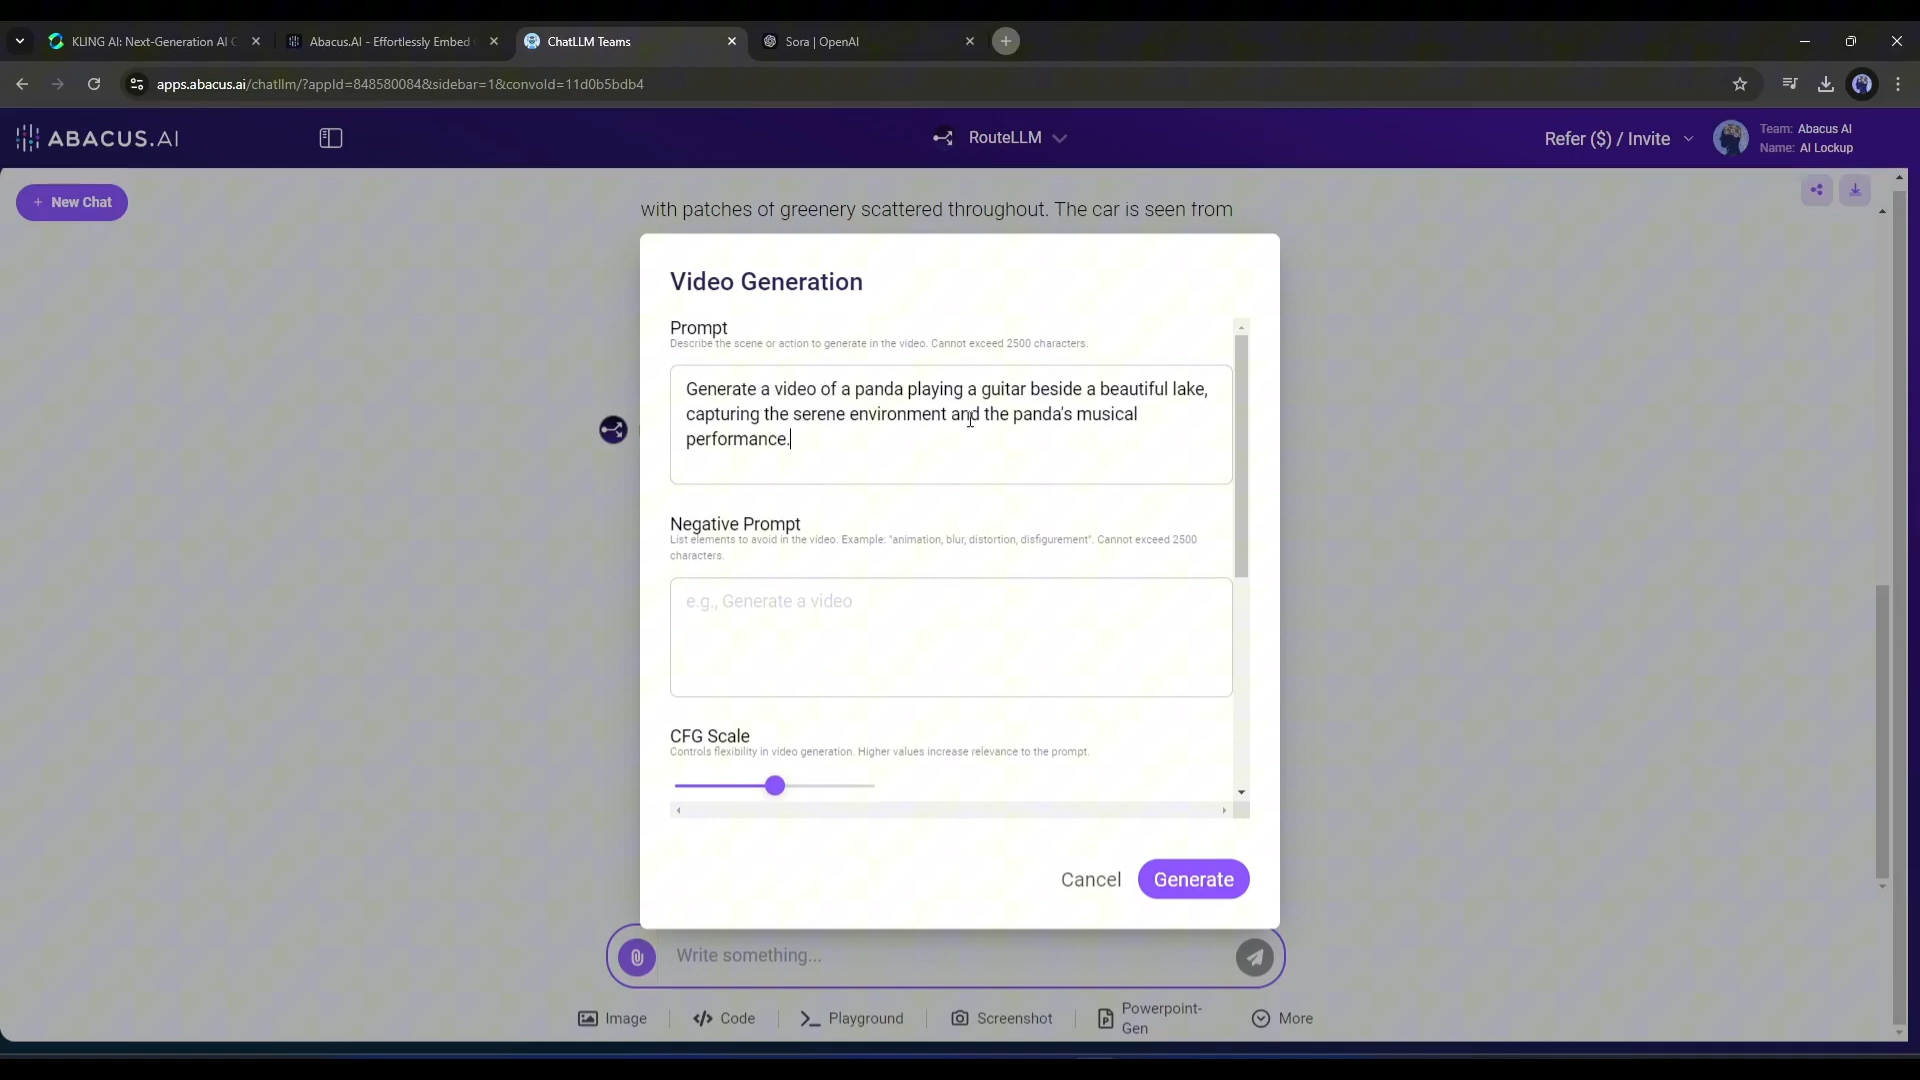 KLING AI: Next-Generation AI C
Abacus.AI - Effortlessly Embed
ChatLLM Teams
Sora | OpenAI
apps.abacus.ai/chatllm/?appId=848580084&sidebar=1&convoId=11d0b5bdb4
ABACUS.AI
RouteLLM
Refer ($) / Invite
Team: Abacus AI
Name: AI Lockup
+ New Chat
with patches of greenery scattered throughout. The car is seen from
Video Generation
Prompt
Describe the scene or action to generate in the video. Cannot exceed 2500 characters.
Generate a video of a panda playing a guitar beside a beautiful lake,
capturing the serene environment and the panda's musical
performance.
Negative Prompt
List elements to avoid in the video. Example: "animation, blur, distortion, disfigurement". Cannot exceed 2500
characters.
e.g., Generate a video
CFG Scale
Controls flexibility in video generation. Higher values increase relevance to the prompt.
Cancel
Generate
Write something...
Image
Code
Playground
Screenshot
Powerpoint-
Gen
More